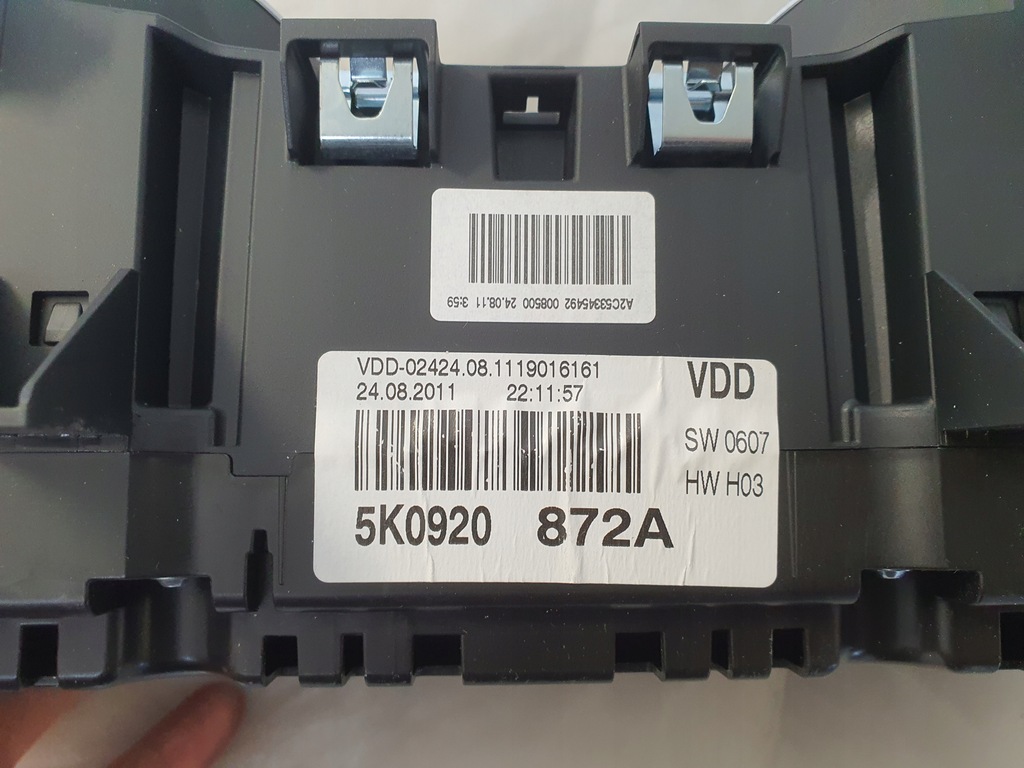 A2C53345492 008500 24.08.11 3:59
VDD-02424.08.1119016161
24.08.2011 22:11:57
VDD
SW 0607
HW H03
5K0920 872A